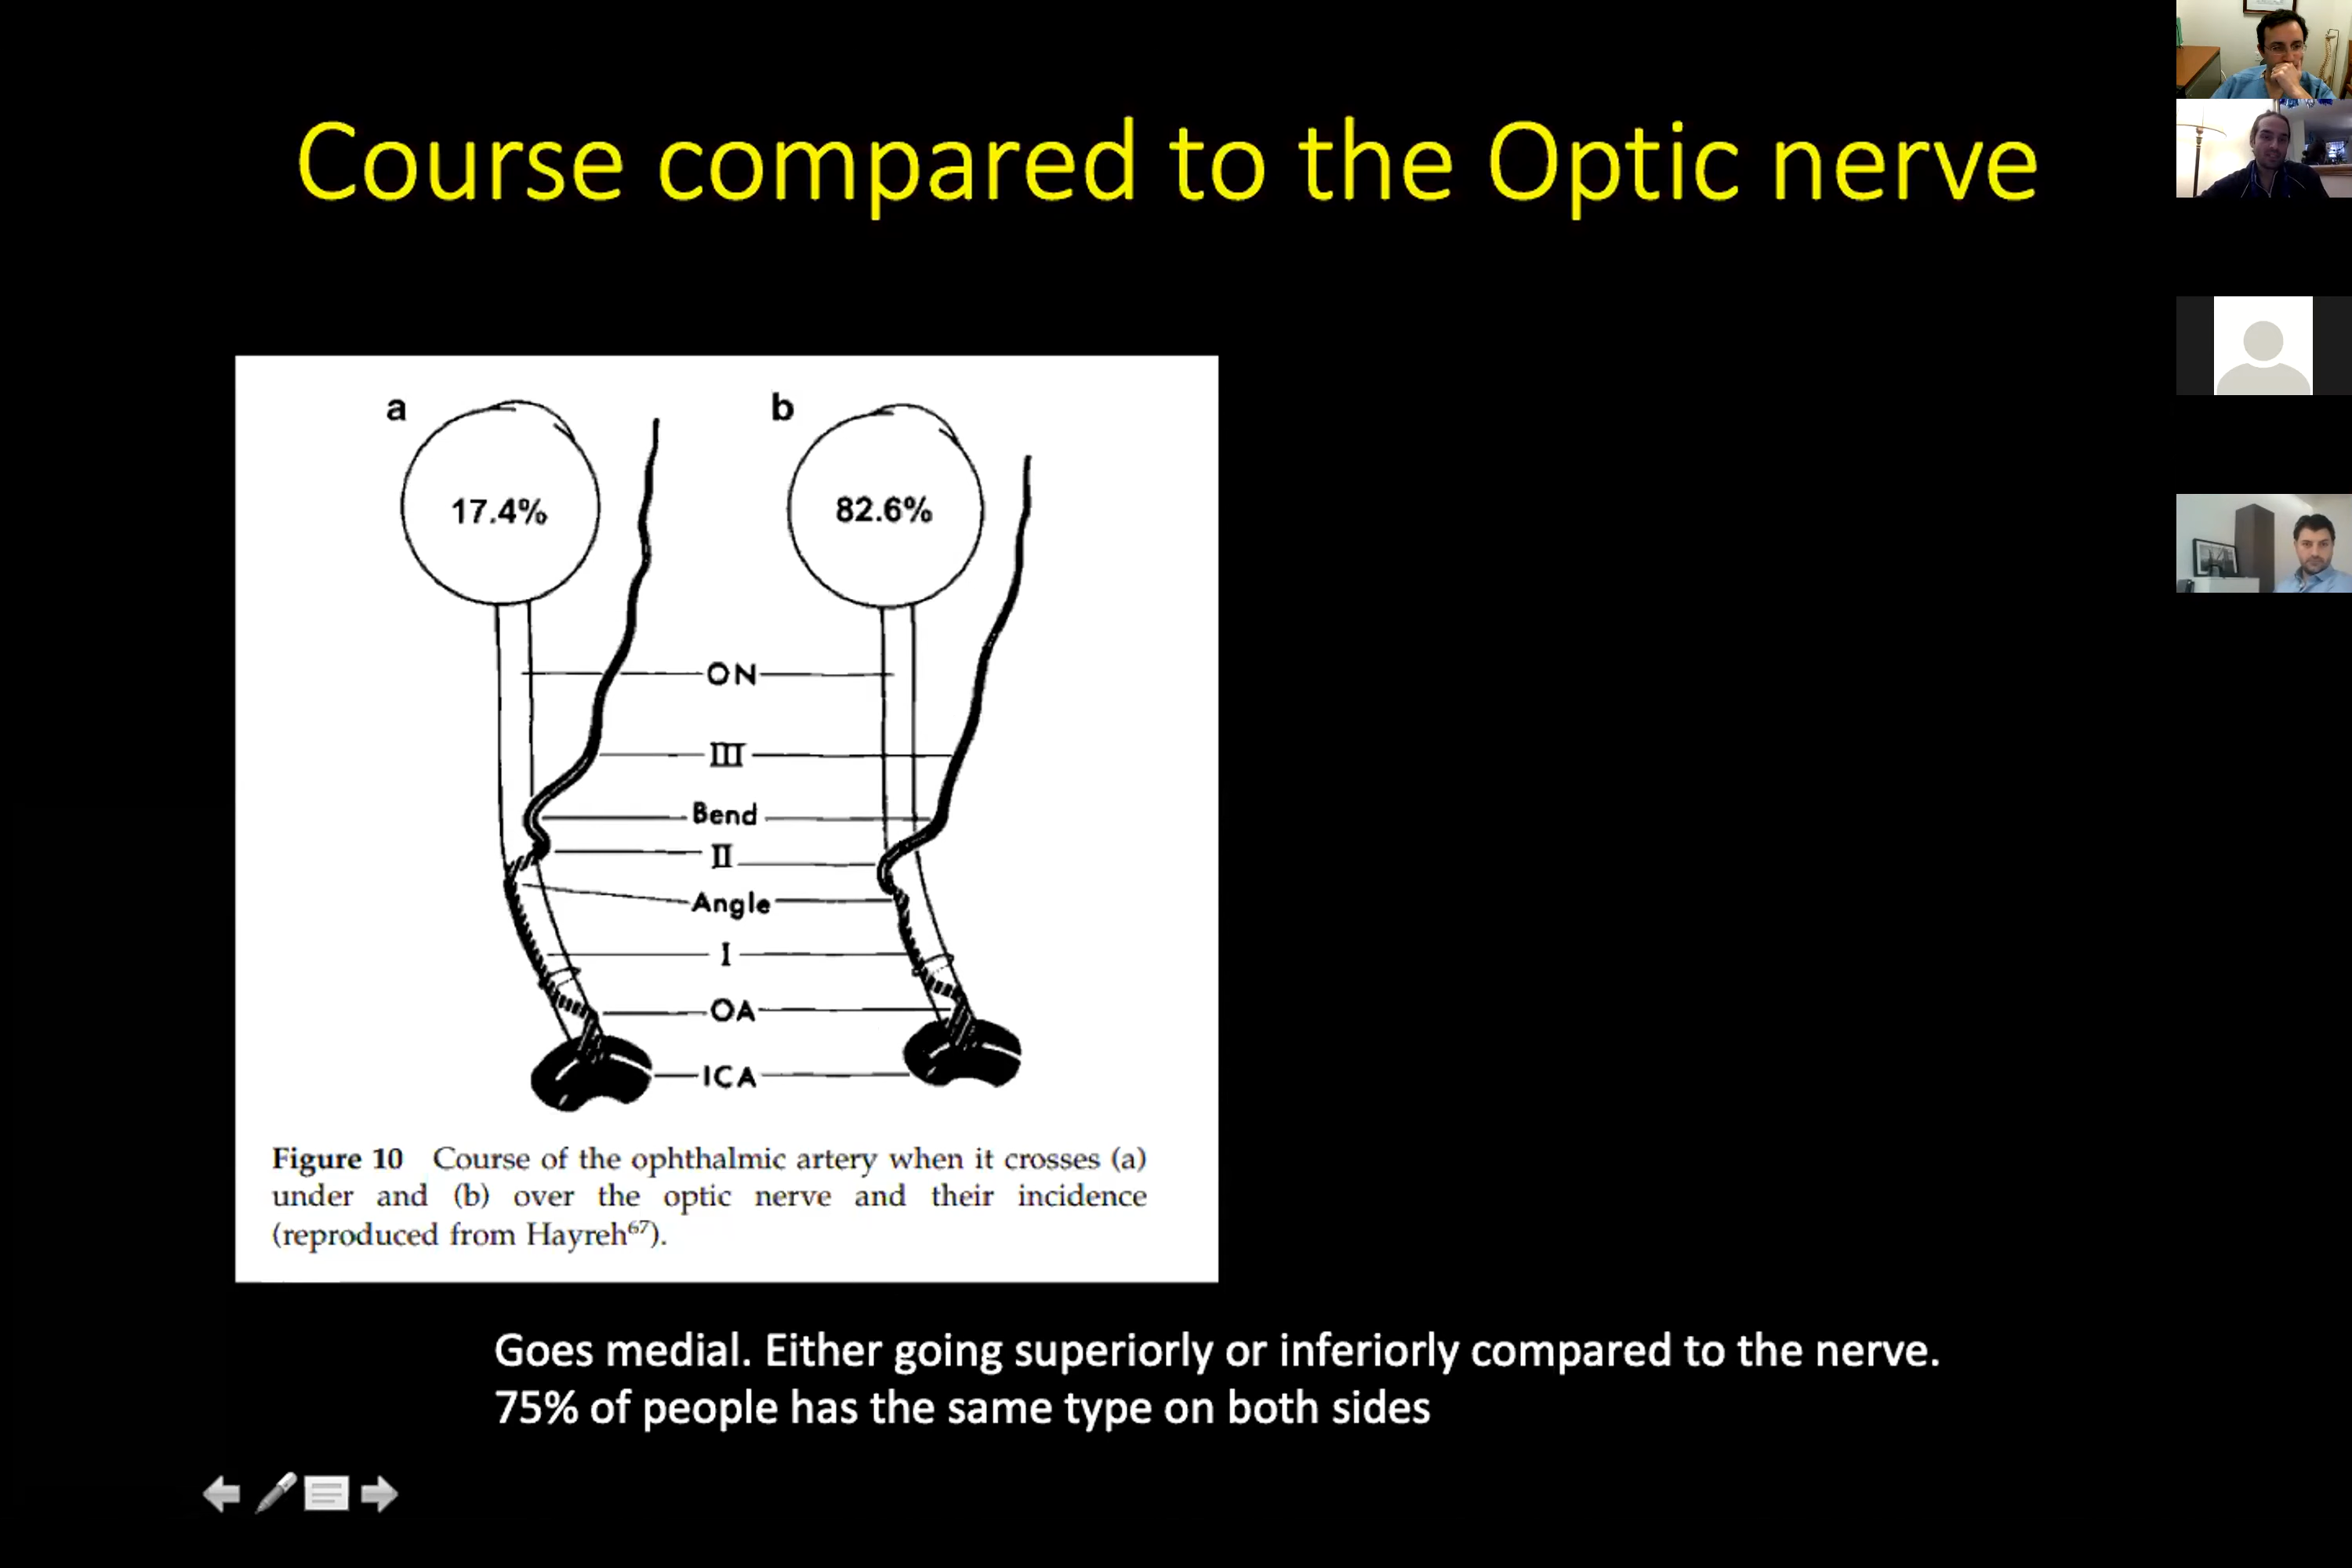 Course compared to the Optic nerve
a
b
17.4%
82.6%
ON
III
Bend
II
Angle
I
OA
ICA
Figure 10 Course of the ophthalmic artery when it crosses (a)
under and (b) over the optic nerve and their incidence
(reproduced from Hayreh⁶⁷).
Goes medial. Either going superiorly or inferiorly compared to the nerve.
75% of people has the same type on both sides